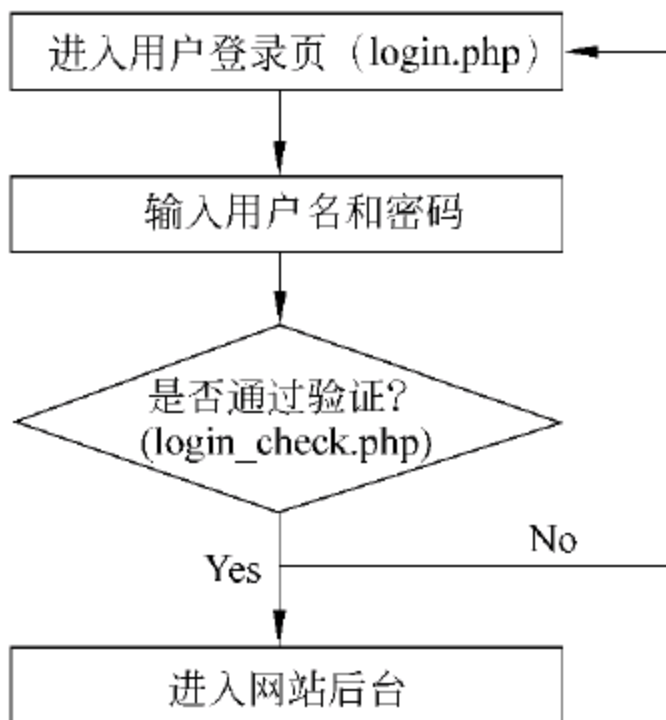 进入用户登录页（login.php）
输入用户名和密码
是否通过验证？
(login_check.php)
Yes
No
进入网站后台